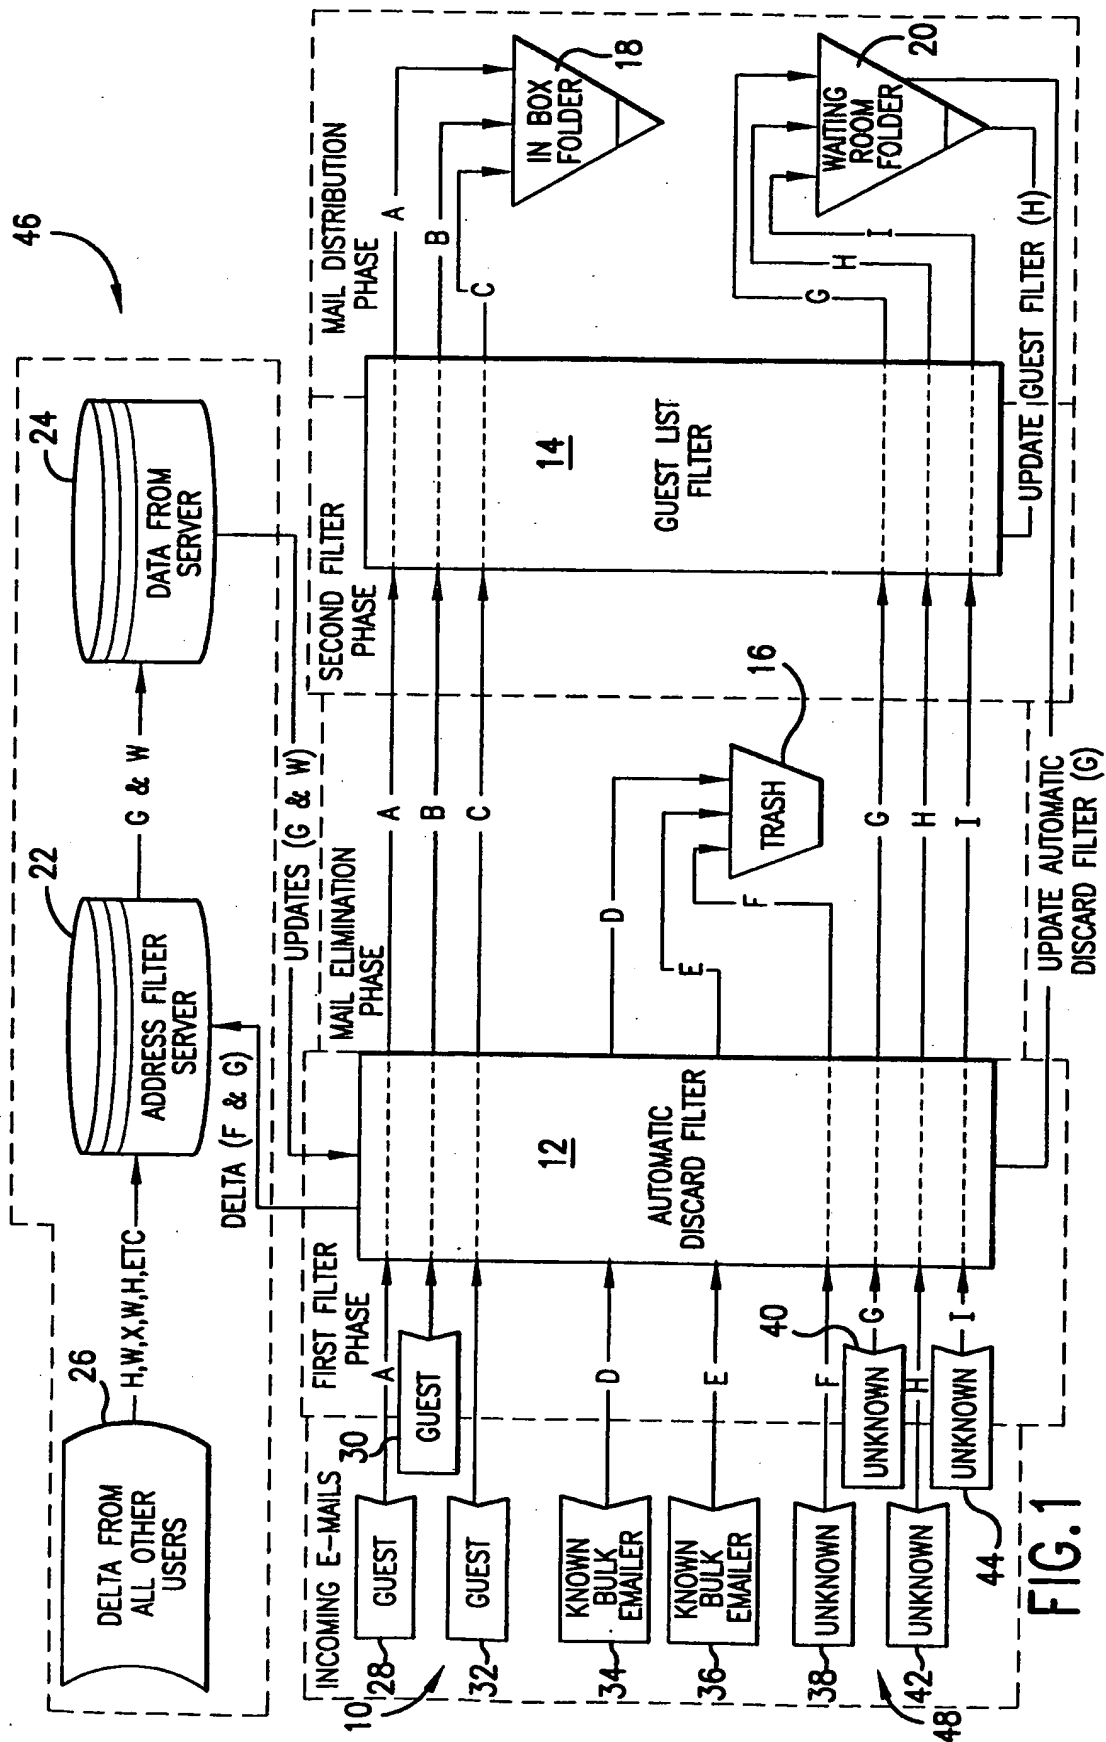 46
DELTA FROM
ALL OTHER
USERS
26
H,W,X,W,H,ETC
ADDRESS FILTER
SERVER
22
G & W
DATA FROM
SERVER
24
DELTA (F & G)
UPDATES (G & W)
INCOMING E-MAILS
FIRST FILTER
PHASE
MAIL ELIMINATION
PHASE
SECOND FILTER
PHASE
MAIL DISTRIBUTION
PHASE
10
28
GUEST
A
A
A
30
GUEST
B
B
32
GUEST
C
C
34
KNOWN
BULK
EMAILER
D
D
36
KNOWN
BULK
EMAILER
E
E
38
UNKNOWN
F
F
40
UNKNOWN
G
G
G
42
UNKNOWN
H
H
H
44
UNKNOWN
I
I
I
48
12
AUTOMATIC
DISCARD FILTER
TRASH
16
14
GUEST LIST
FILTER
IN BOX
FOLDER
18
WAITING
ROOM
FOLDER
20
UPDATE GUEST FILTER (H)
UPDATE AUTOMATIC
DISCARD FILTER (G)
FIG.1